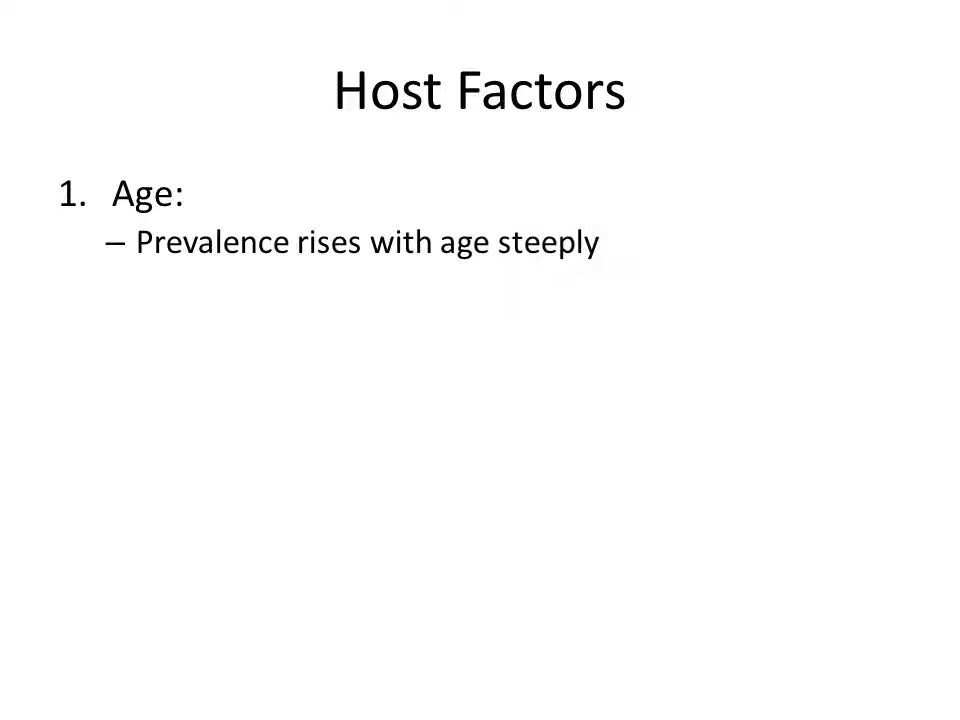 Host Factors
1. Age:
– Prevalence rises with age steeply